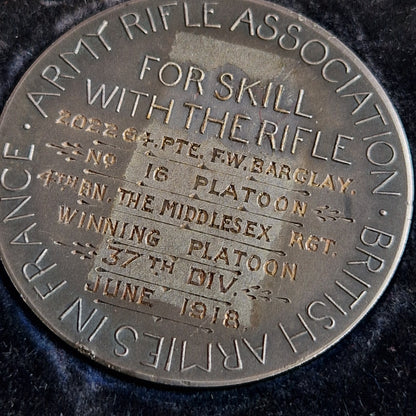 · ARMY RIFLE ASSOCIATION · BRITISH ARMIES IN FRANCE
FOR SKILL
WITH THE RIFLE
202264. PTE. F.W. BARCLAY.
No 16 PLATOON
4TH BN. THE MIDDLESEX RGT.
WINNING PLATOON
37TH DIV.
JUNE 1918